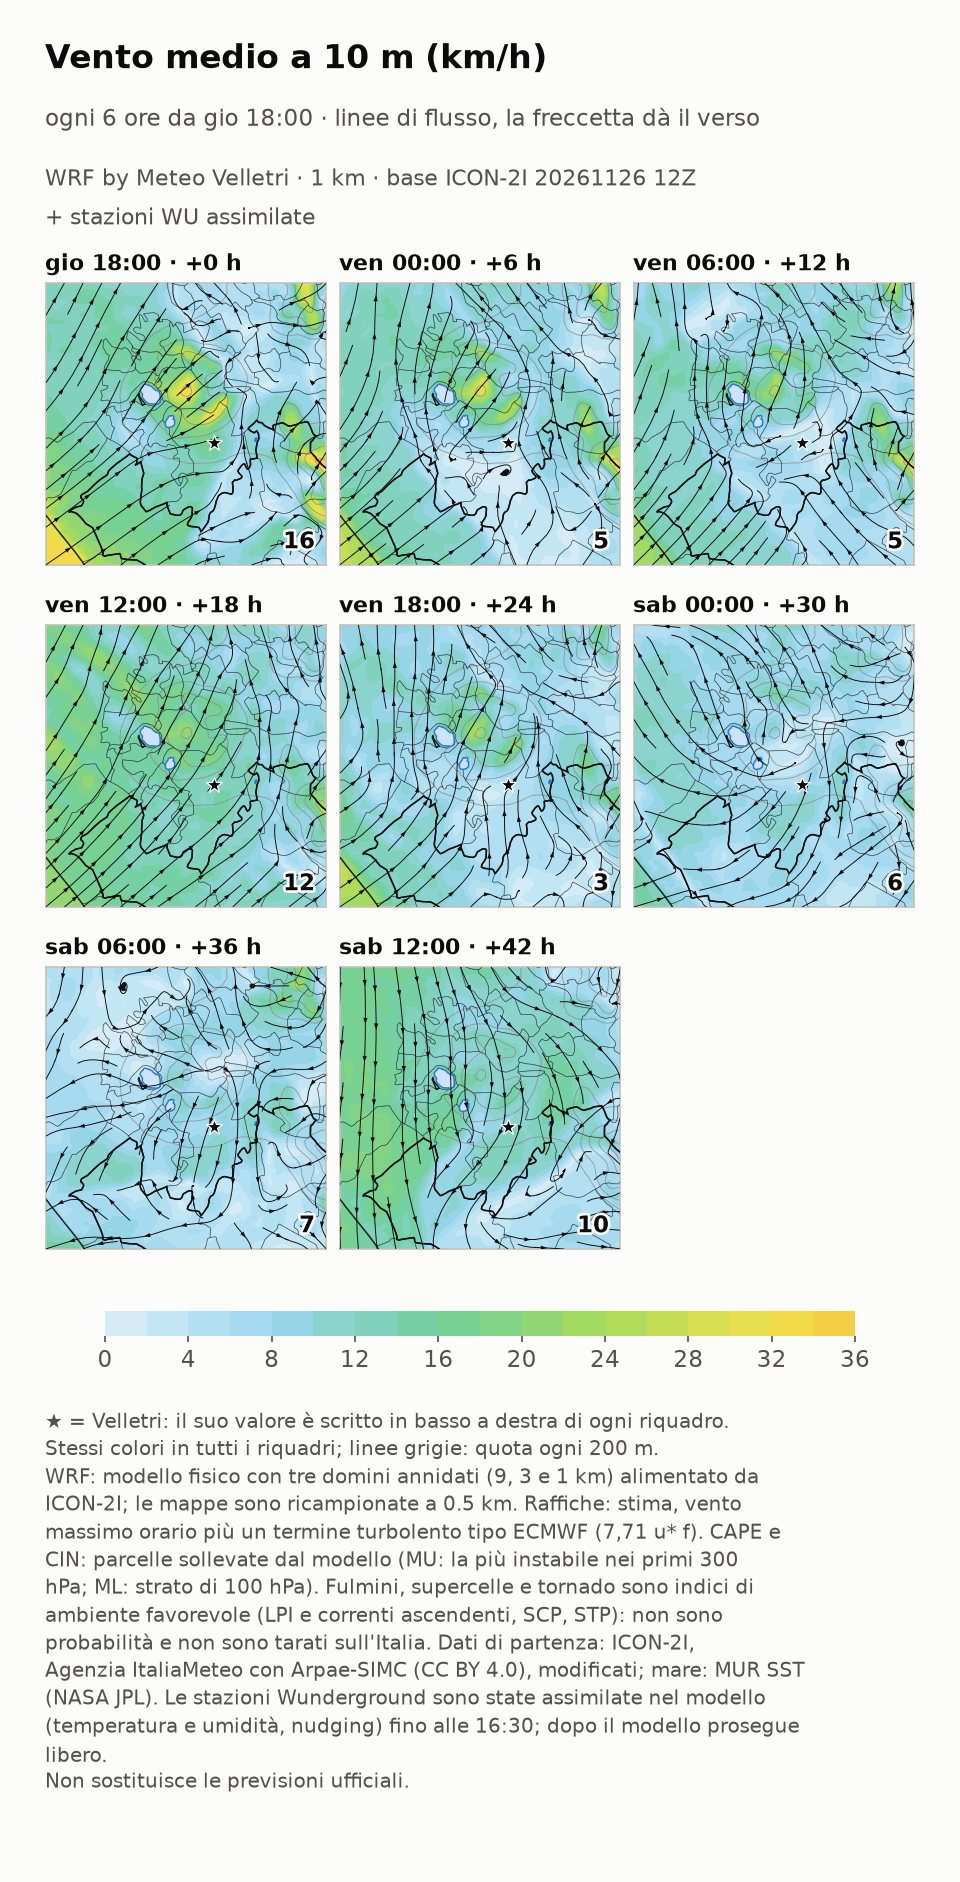 Vento medio a 10 m (km/h)
ogni 6 ore da gio 18:00 · linee di flusso, la freccetta dà il verso
WRF by Meteo Velletri · 1 km · base ICON-2I 20261126 12Z
+ stazioni WU assimilate
gio 18:00 · +0 h
ven 00:00 · +6 h
ven 06:00 · +12 h
16
5
5
ven 12:00 · +18 h
ven 18:00 · +24 h
sab 00:00 · +30 h
12
3
6
sab 06:00 · +36 h
sab 12:00 · +42 h
7
10
0 4 8 12 16 20 24 28 32 36
★ = Velletri: il suo valore è scritto in basso a destra di ogni riquadro.
Stessi colori in tutti i riquadri; linee grigie: quota ogni 200 m.
WRF: modello fisico con tre domini annidati (9, 3 e 1 km) alimentato da
ICON-2I; le mappe sono ricampionate a 0.5 km. Raffiche: stima, vento
massimo orario più un termine turbolento tipo ECMWF (7,71 u* f). CAPE e
CIN: parcelle sollevate dal modello (MU: la più instabile nei primi 300
hPa; ML: strato di 100 hPa). Fulmini, supercelle e tornado sono indici di
ambiente favorevole (LPI e correnti ascendenti, SCP, STP): non sono
probabilità e non sono tarati sull'Italia. Dati di partenza: ICON-2I,
Agenzia ItaliaMeteo con Arpae-SIMC (CC BY 4.0), modificati; mare: MUR SST
(NASA JPL). Le stazioni Wunderground sono state assimilate nel modello
(temperatura e umidità, nudging) fino alle 16:30; dopo il modello prosegue
libero.
Non sostituisce le previsioni ufficiali.